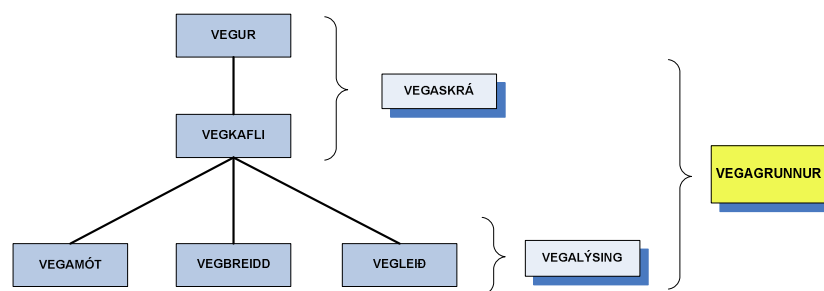 VEGUR
VEGASKRÁ
VEGKAFLI
VEGAGRUNNUR
VEGAMÓT
VEGBREIDD
VEGLEIÐ
VEGALÝSING